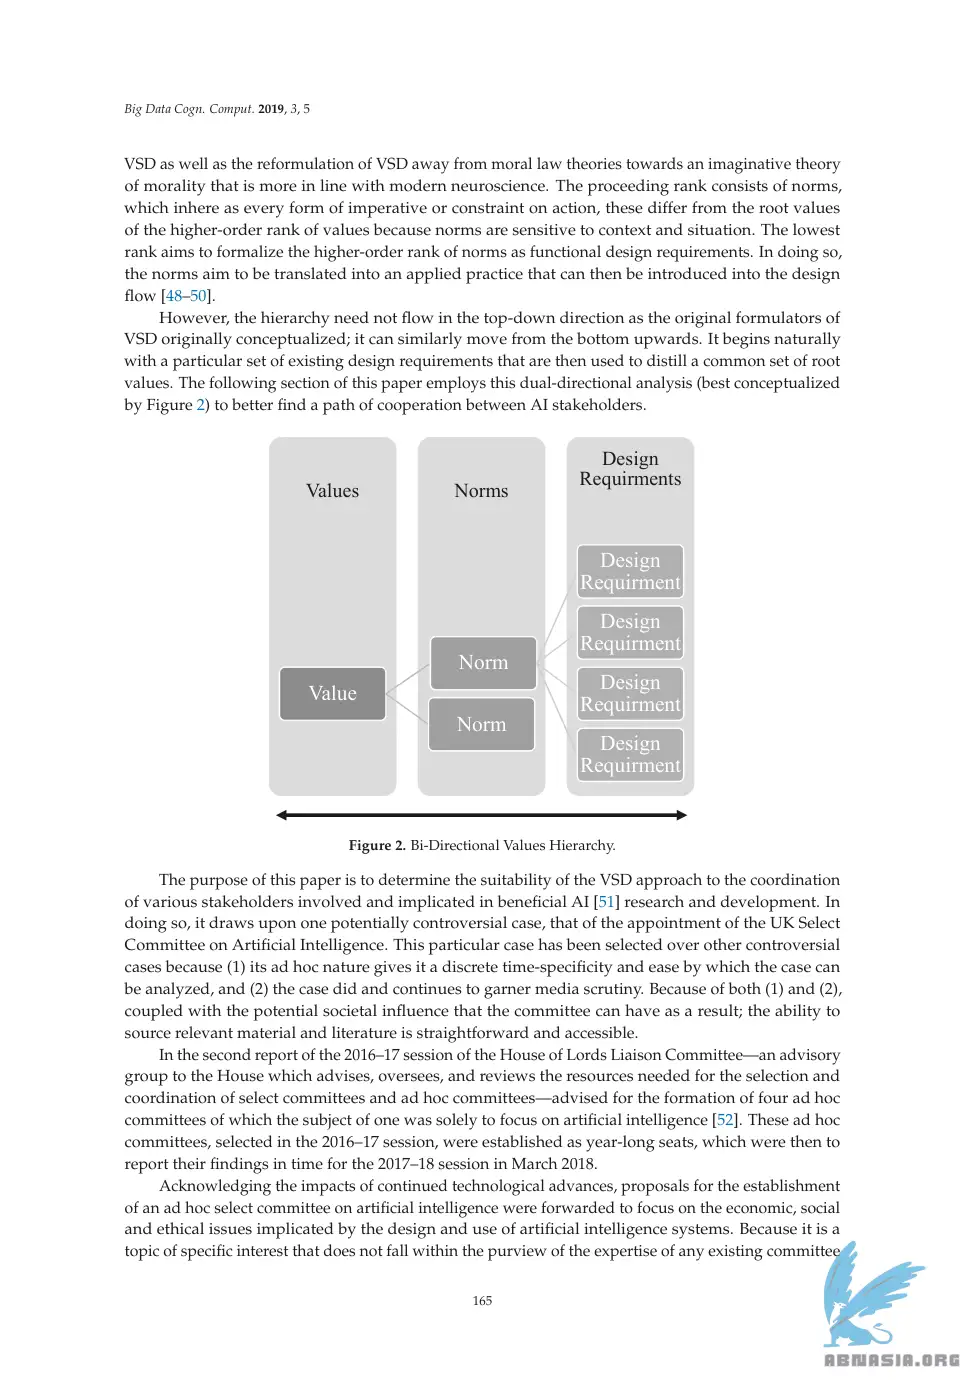 Big Data Cogn. Comput. 2019, 3, 5
VSD as well as the reformulation of VSD away from moral law theories towards an imaginative theory
of morality that is more in line with modern neuroscience. The proceeding rank consists of norms,
which inhere as every form of imperative or constraint on action, these differ from the root values
of the higher-order rank of values because norms are sensitive to context and situation. The lowest
rank aims to formalize the higher-order rank of norms as functional design requirements. In doing so,
the norms aim to be translated into an applied practice that can then be introduced into the design
flow [48–50].
However, the hierarchy need not flow in the top-down direction as the original formulators of
VSD originally conceptualized; it can similarly move from the bottom upwards. It begins naturally
with a particular set of existing design requirements that are then used to distill a common set of root
values. The following section of this paper employs this dual-directional analysis (best conceptualized
by Figure 2) to better find a path of cooperation between AI stakeholders.
Values
Norms
Design
Requirments
Value
Norm
Norm
Design
Requirment
Design
Requirment
Design
Requirment
Design
Requirment
Figure 2. Bi-Directional Values Hierarchy.
The purpose of this paper is to determine the suitability of the VSD approach to the coordination
of various stakeholders involved and implicated in beneficial AI [51] research and development. In
doing so, it draws upon one potentially controversial case, that of the appointment of the UK Select
Committee on Artificial Intelligence. This particular case has been selected over other controversial
cases because (1) its ad hoc nature gives it a discrete time-specificity and ease by which the case can
be analyzed, and (2) the case did and continues to garner media scrutiny. Because of both (1) and (2),
coupled with the potential societal influence that the committee can have as a result; the ability to
source relevant material and literature is straightforward and accessible.
In the second report of the 2016–17 session of the House of Lords Liaison Committee—an advisory
group to the House which advises, oversees, and reviews the resources needed for the selection and
coordination of select committees and ad hoc committees—advised for the formation of four ad hoc
committees of which the subject of one was solely to focus on artificial intelligence [52]. These ad hoc
committees, selected in the 2016–17 session, were established as year-long seats, which were then to
report their findings in time for the 2017–18 session in March 2018.
Acknowledging the impacts of continued technological advances, proposals for the establishment
of an ad hoc select committee on artificial intelligence were forwarded to focus on the economic, social
and ethical issues implicated by the design and use of artificial intelligence systems. Because it is a
topic of specific interest that does not fall within the purview of the expertise of any existing committee
165
ABNASIA.ORG